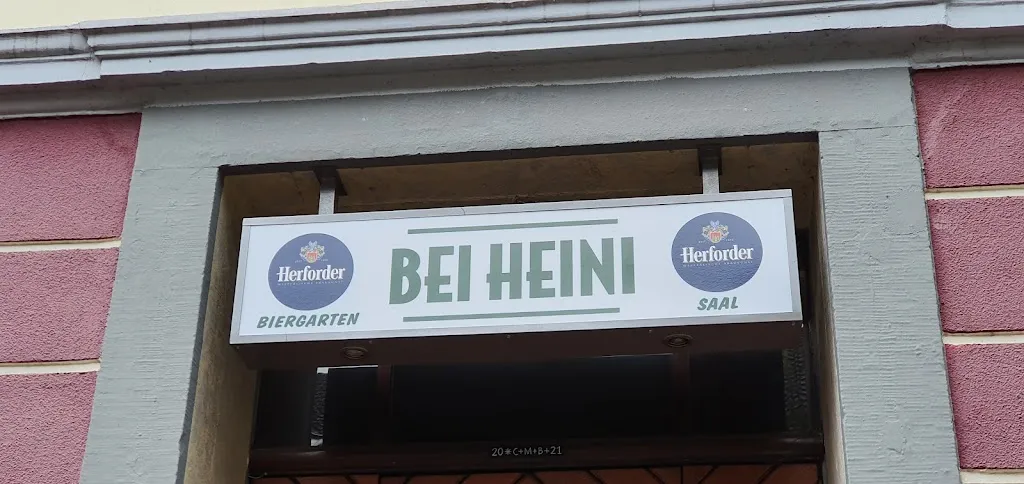 Herforder
BIERGARTEN
BEI HEINI
Herforder
SAAL
20*C+M+B+21